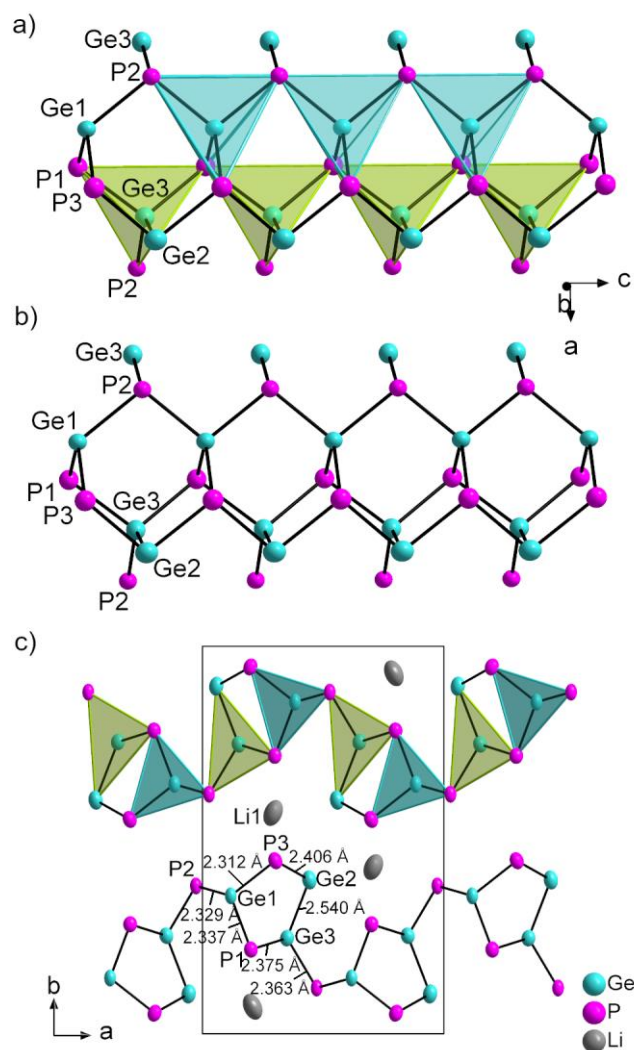 a)
Ge3
P2
Ge1
P1
P3
Ge3
Ge2
P2
c
b
a
b)
Ge3
P2
Ge1
P1
P3
Ge3
Ge2
P2
c)
Li1
P3
P2
2.312 Å
2.406 Å
Ge2
Ge1
2.329 Å
2.540 Å
2.337 Å
Ge3
P1
2.375 Å
2.363 Å
b
a
Ge
P
Li